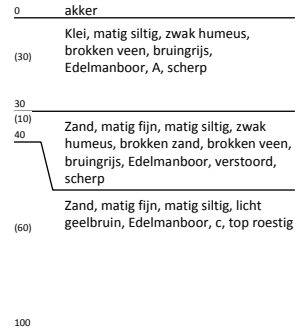 0 akker
Klei, matig siltig, zwak humeus,
brokken veen, bruingrijs,
(30)
Edelmanboor, A, scherp
30
(10)
Zand, matig fijn, matig siltig, zwak
40
humeus, brokken zand, brokken veen,
bruingrijs, Edelmanboor, verstoord,
scherp
Zand, matig fijn, matig siltig, licht
(60)
geelbruin, Edelmanboor, c, top roestig
100